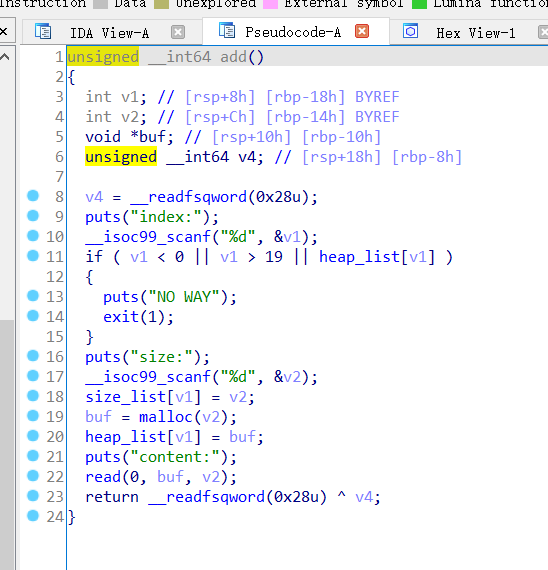 Instruction Data Unexplored External symbol Lumina function
IDA View-A Pseudocode-A Hex View-1
1 unsigned __int64 add()
2 {
3 int v1; // [rsp+8h] [rbp-18h] BYREF
4 int v2; // [rsp+Ch] [rbp-14h] BYREF
5 void *buf; // [rsp+10h] [rbp-10h]
6 unsigned __int64 v4; // [rsp+18h] [rbp-8h]
7
8 v4 = __readfsqword(0x28u);
9 puts("index:");
10 __isoc99_scanf("%d", &v1);
11 if ( v1 < 0 || v1 > 19 || heap_list[v1] )
12 {
13 puts("NO WAY");
14 exit(1);
15 }
16 puts("size:");
17 __isoc99_scanf("%d", &v2);
18 size_list[v1] = v2;
19 buf = malloc(v2);
20 heap_list[v1] = buf;
21 puts("content:");
22 read(0, buf, v2);
23 return __readfsqword(0x28u) ^ v4;
24 }